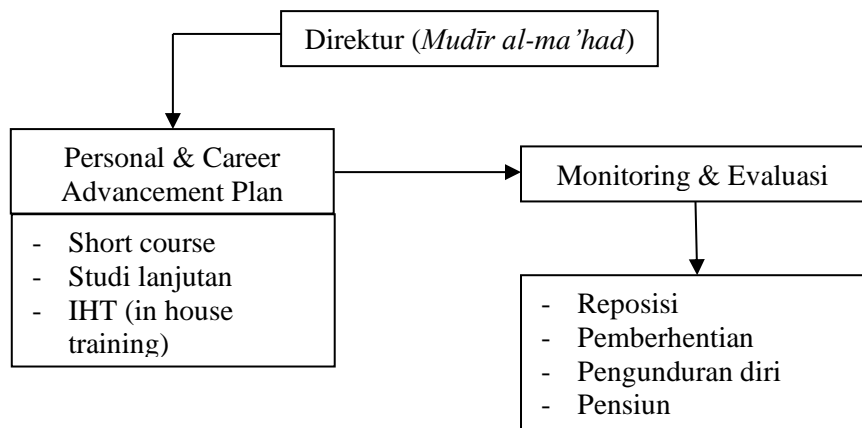 Direktur (Mudīr al-ma’had)
Personal & Career
Advancement Plan
- Short course
- Studi lanjutan
- IHT (in house
training)
Monitoring & Evaluasi
- Reposisi
- Pemberhentian
- Pengunduran diri
- Pensiun